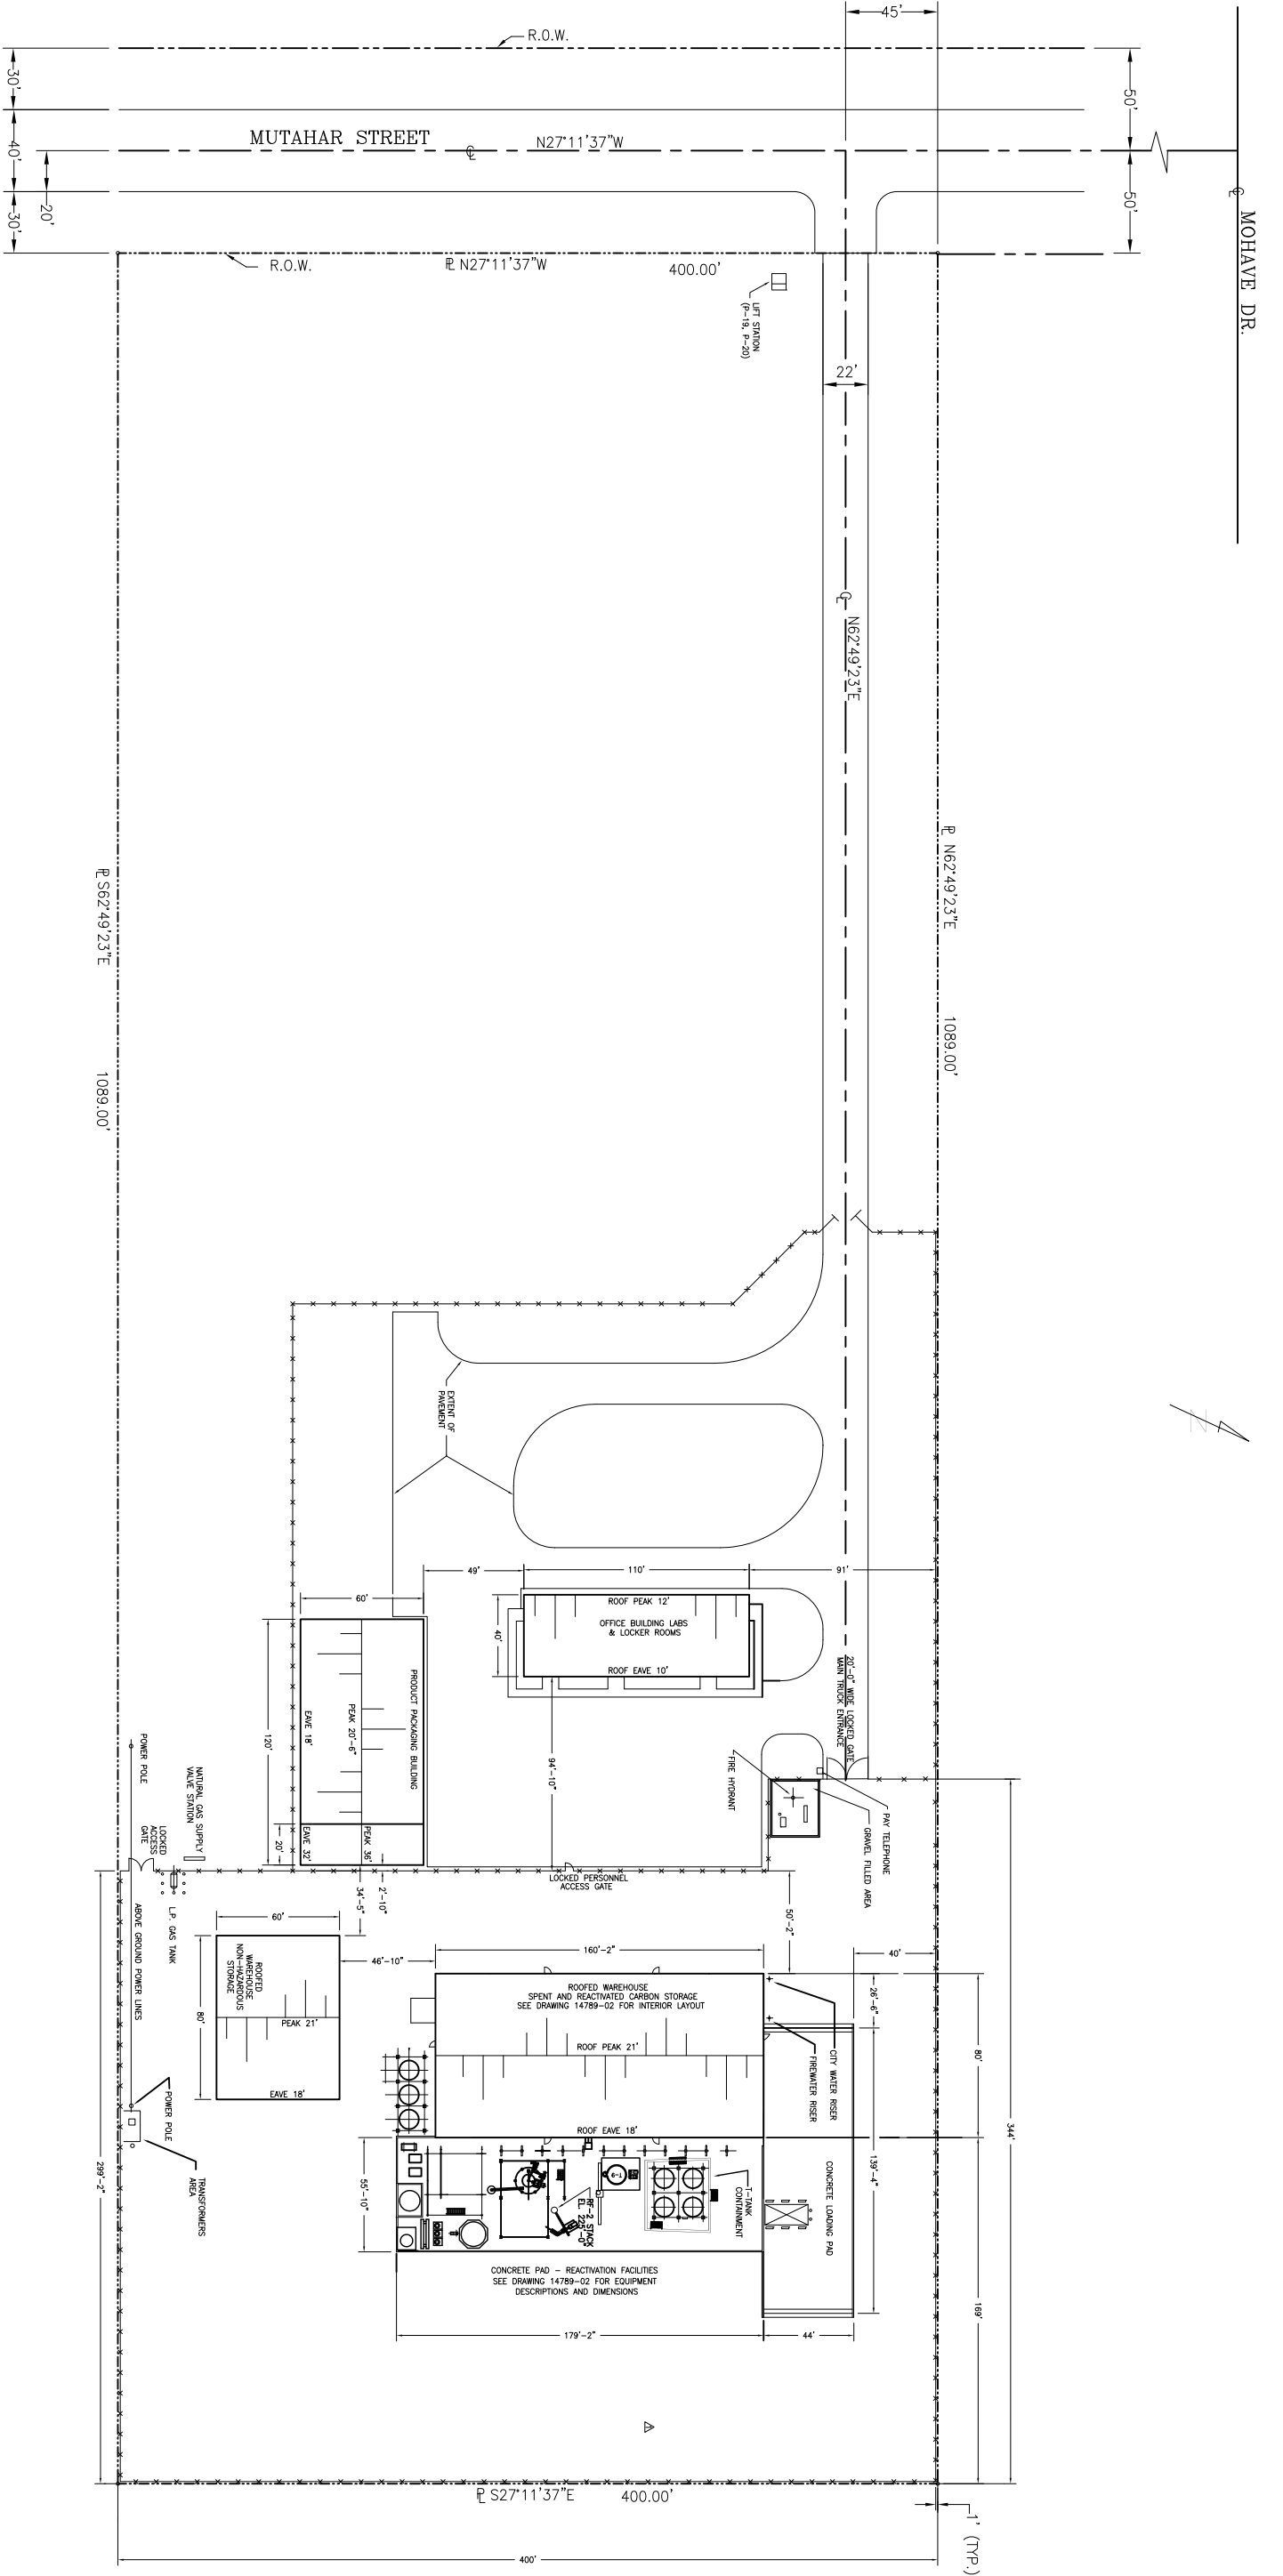 45'
R.O.W.
30'
50'
MUTAHAR STREET
℄
N27°11'37"W
40'
20'
30'
50'
℄ MOHAVE DR.
R.O.W.
℄ N27°11'37"W
400.00'
LIFT STATION
(P-19, P-20)
22'
℄ N62°49'23"E
PL N62°49'23"E
1089.00'
PL S62°49'23"E
1089.00'
N
EXTENT OF
PAVEMENT
49'
110'
91'
60'
ROOF PEAK 12'
OFFICE BUILDING LABS
& LOCKER ROOMS
ROOF EAVE 10'
40'
20'-0" WIDE LOCKED GATE
MAIN TRUCK ENTRANCE
PRODUCT PACKAGING BUILDING
PEAK 20'-6"
EAVE 18'
120'
94'-10"
FIRE HYDRANT
PAY TELEPHONE
GRAVEL FILLED AREA
POWER POLE
NATURAL GAS SUPPLY
VALVE STATION
LOCKED
ACCESS
GATE
EAVE 32'
PEAK 36'
20'
2'-10"
34'-5"
LOCKED PERSONNEL
ACCESS GATE
50'-2"
L.P. GAS TANK
ABOVE GROUND POWER LINES
60'
46'-10"
160'-2"
40'
26'-6"
80'
344'
ROOFED
WAREHOUSE
NON-HAZARDOUS
STORAGE
PEAK 21'
80'
EAVE 18'
ROOFED WAREHOUSE
SPENT AND REACTIVATED CARBON STORAGE
SEE DRAWING 14789-02 FOR INTERIOR LAYOUT
ROOF PEAK 21'
ROOF EAVE 18'
CITY WATER RISER
FIREWATER RISER
139'-4"
CONCRETE LOADING PAD
POWER POLE
TRANSFORMERS
AREA
299'-2"
55'-10"
T-9
T-TANK
CONTAINMENT
RF-2 STACK
EL. 225'-0"
169'
CONCRETE PAD - REACTIVATION FACILITIES
SEE DRAWING 14789-02 FOR EQUIPMENT
DESCRIPTIONS AND DIMENSIONS
179'-2"
44'
PL S27°11'37"E
400.00'
1' (TYP.)
400'